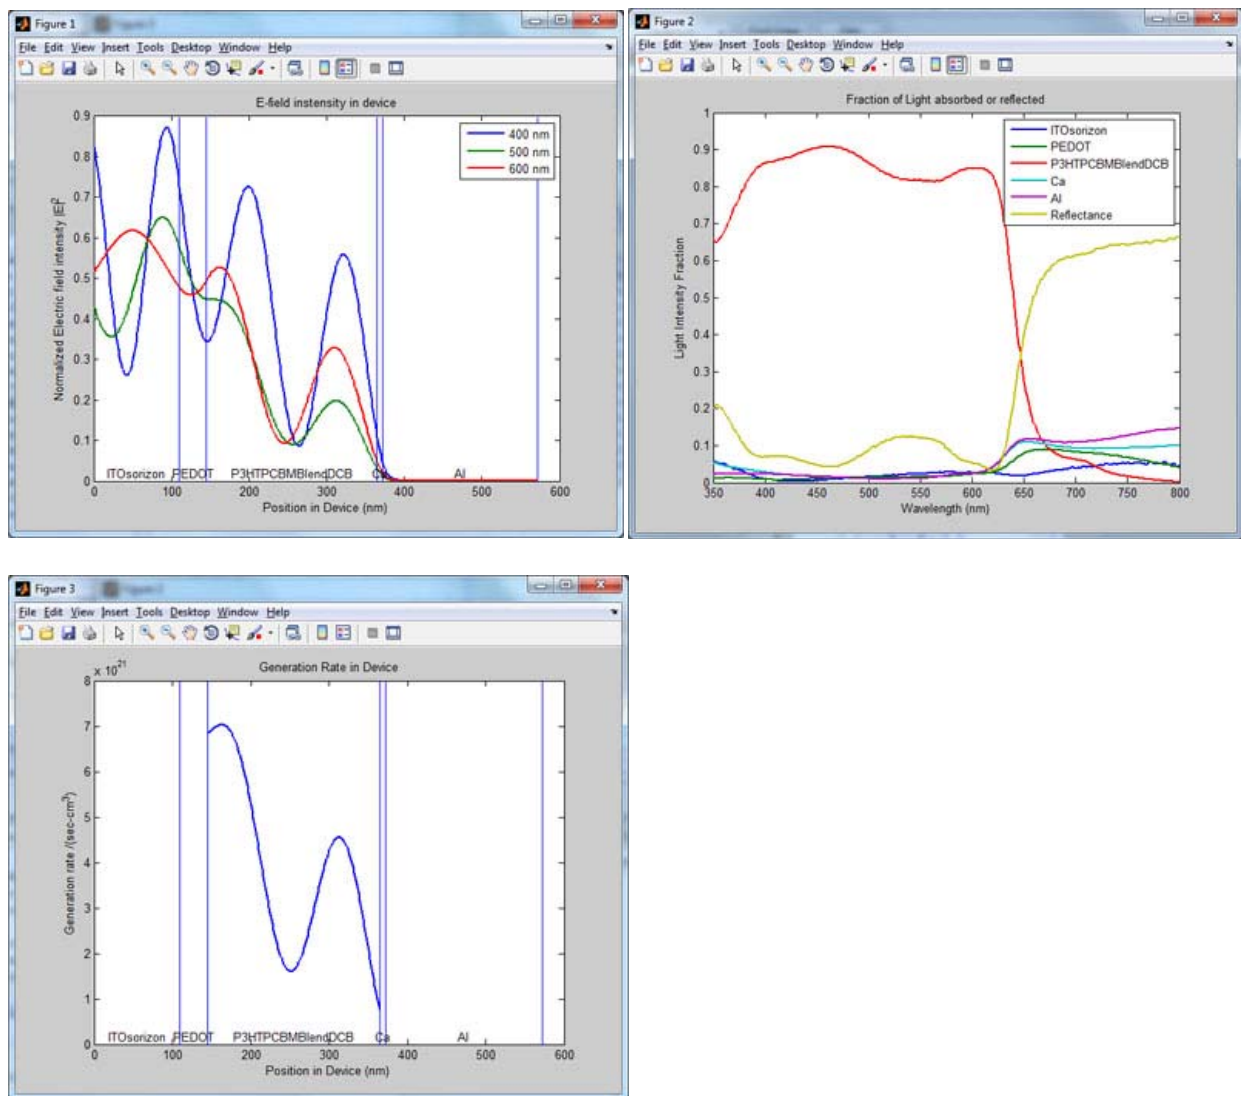 Figure 1
File Edit View Insert Tools Desktop Window Help
E-field instensity in device
Normalized Electric field intensity |E|²
0.9
0.8
0.7
0.6
0.5
0.4
0.3
0.2
0.1
0
400 nm
500 nm
600 nm
ITOsorizon PEDOT P3HTPCBMBlendDCB Ca Al
0 100 200 300 400 500 600
Position in Device (nm)
Figure 2
File Edit View Insert Tools Desktop Window Help
Fraction of Light absorbed or reflected
Light Intensity Fraction
1
0.9
0.8
0.7
0.6
0.5
0.4
0.3
0.2
0.1
0
ITOsorizon
PEDOT
P3HTPCBMBlendDCB
Ca
Al
Reflectance
350 400 450 500 550 600 650 700 750 800
Wavelength (nm)
Figure 3
File Edit View Insert Tools Desktop Window Help
x 10²¹
Generation Rate in Device
Generation rate /(sec-cm³)
8
7
6
5
4
3
2
1
0
ITOsorizon PEDOT P3HTPCBMBlendDCB Ca Al
0 100 200 300 400 500 600
Position in Device (nm)